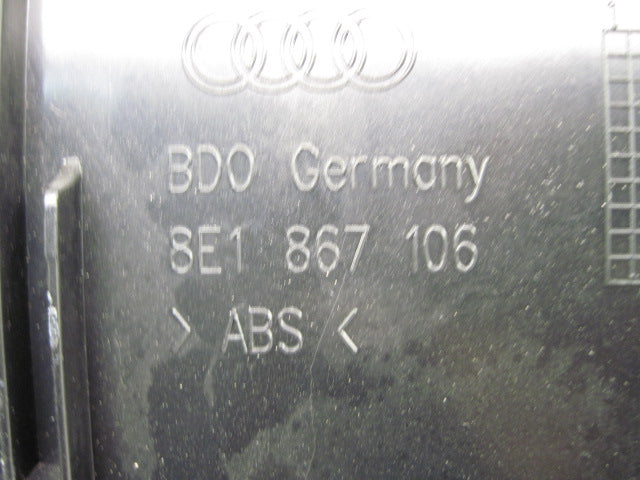 BDO Germany
8E1 867 106
> ABS <